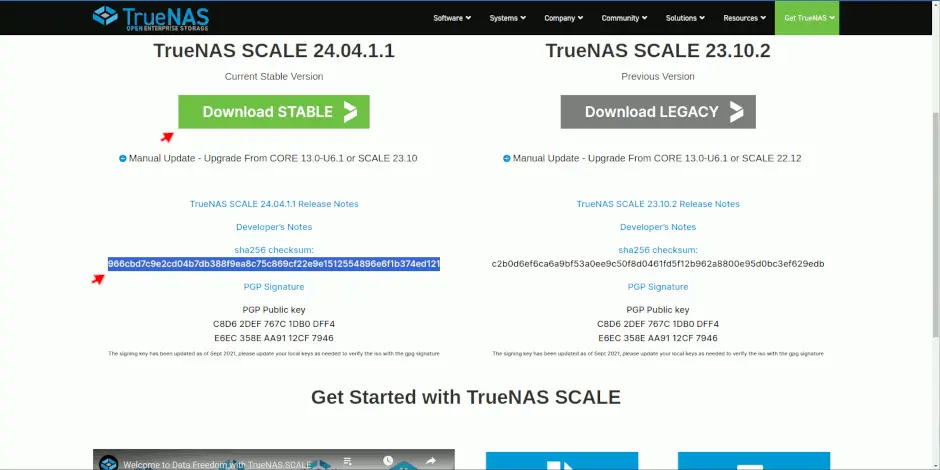 TrueNAS
OPEN ENTERPRISE STORAGE
Software
Systems
Company
Community
Solutions
Resources
Get TrueNAS
TrueNAS SCALE 24.04.1.1
Current Stable Version
Download STABLE
Manual Update - Upgrade From CORE 13.0-U6.1 or SCALE 23.10
TrueNAS SCALE 24.04.1.1 Release Notes
Developer's Notes
sha256 checksum:
966cbd7c9e2cd04b7db388f9ea8c75c869cf22e9e1512554896e6f1b374ed121
PGP Signature
PGP Public key
C8D6 2DEF 767C 1DB0 DFF4
E6EC 358E AA91 12CF 7946
The signing key has been updated as of Sept 2021, please update your local keys as needed to verify the iso with the gpg signature
TrueNAS SCALE 23.10.2
Previous Version
Download LEGACY
Manual Update - Upgrade From CORE 13.0-U6.1 or SCALE 22.12
TrueNAS SCALE 23.10.2 Release Notes
Developer's Notes
sha256 checksum:
c2b0d6ef6ca6a9bf53a0ee9c50f8d0461fd5f12b962a8800e95d0bc3ef629edb
PGP Signature
PGP Public key
C8D6 2DEF 767C 1DB0 DFF4
E6EC 358E AA91 12CF 7946
The signing key has been updated as of Sept 2021, please update your local keys as needed to verify the iso with the gpg signature
Get Started with TrueNAS SCALE
Welcome to Data Freedom with TrueNAS SCALE